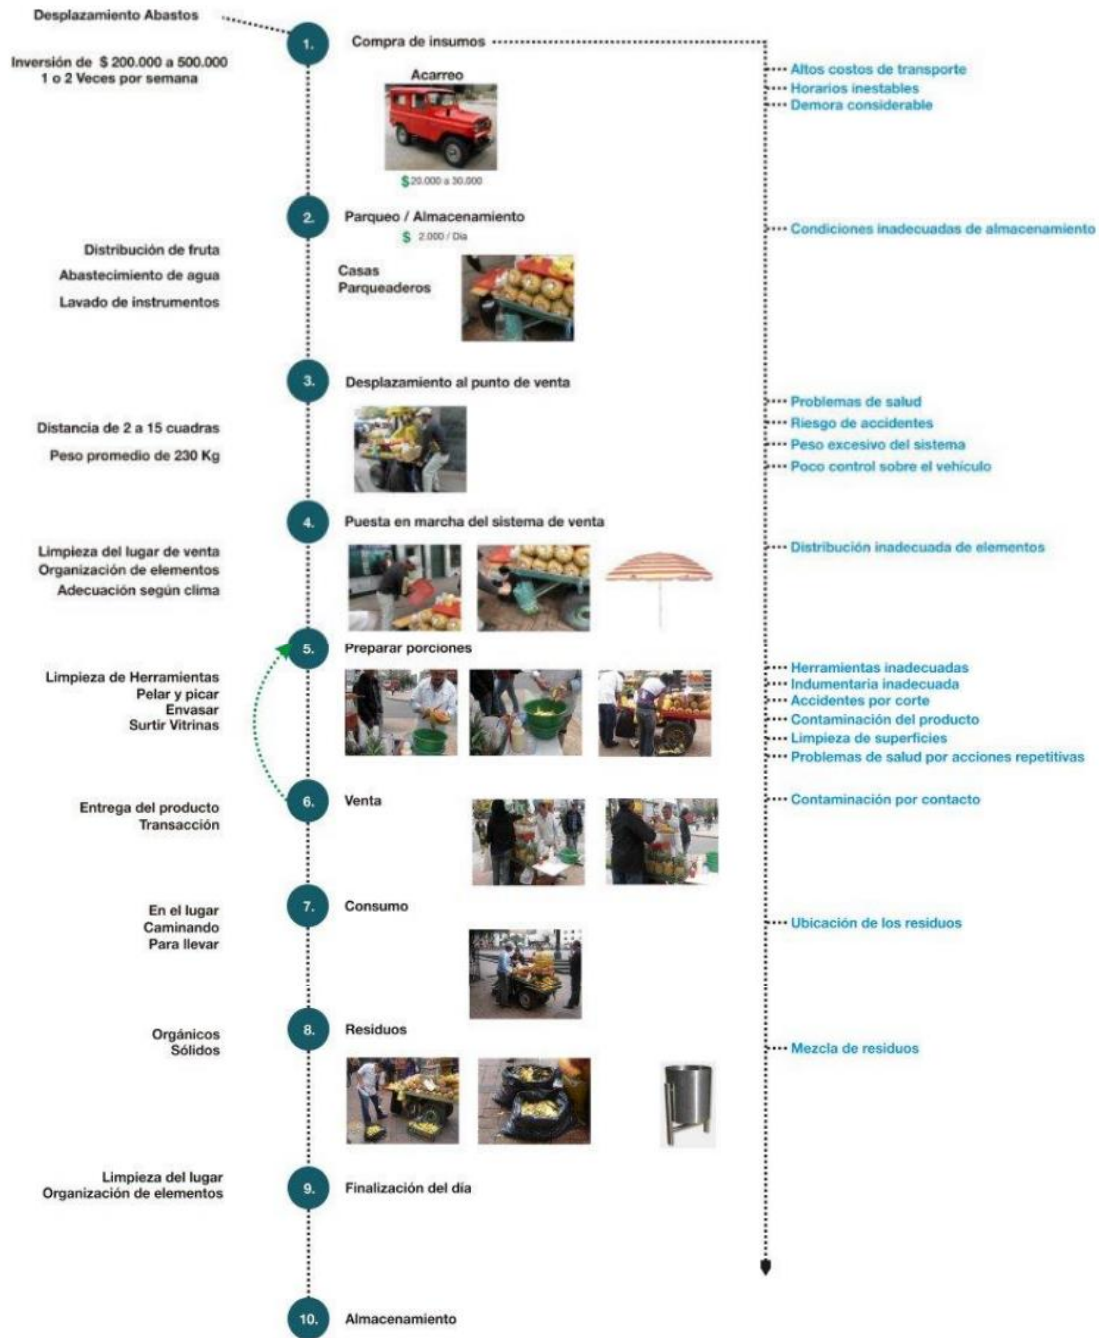 Desplazamiento Abastos
Inversión de $ 200.000 a 500.000
1 o 2 Veces por semana
1.
Compra de insumos
Acarreo
$20.000 a 30.000
Altos costos de transporte
Horarios inestables
Demora considerable
2.
Parqueo / Almacenamiento
$ 2.000 / Día
Distribución de fruta
Abastecimiento de agua
Lavado de instrumentos
Casas
Parqueaderos
Condiciones inadecuadas de almacenamiento
3.
Desplazamiento al punto de venta
Distancia de 2 a 15 cuadras
Peso promedio de 230 Kg
Problemas de salud
Riesgo de accidentes
Peso excesivo del sistema
Poco control sobre el vehículo
4.
Puesta en marcha del sistema de venta
Limpieza del lugar de venta
Organización de elementos
Adecuación según clima
Distribución inadecuada de elementos
5.
Preparar porciones
Limpieza de Herramientas
Pelar y picar
Envasar
Surtir Vitrinas
Herramientas inadecuadas
Indumentaria inadecuada
Accidentes por corte
Contaminación del producto
Limpieza de superficies
Problemas de salud por acciones repetitivas
6.
Venta
Entrega del producto
Transacción
Contaminación por contacto
7.
Consumo
En el lugar
Caminando
Para llevar
Ubicación de los residuos
8.
Residuos
Orgánicos
Sólidos
Mezcla de residuos
9.
Finalización del día
Limpieza del lugar
Organización de elementos
10.
Almacenamiento